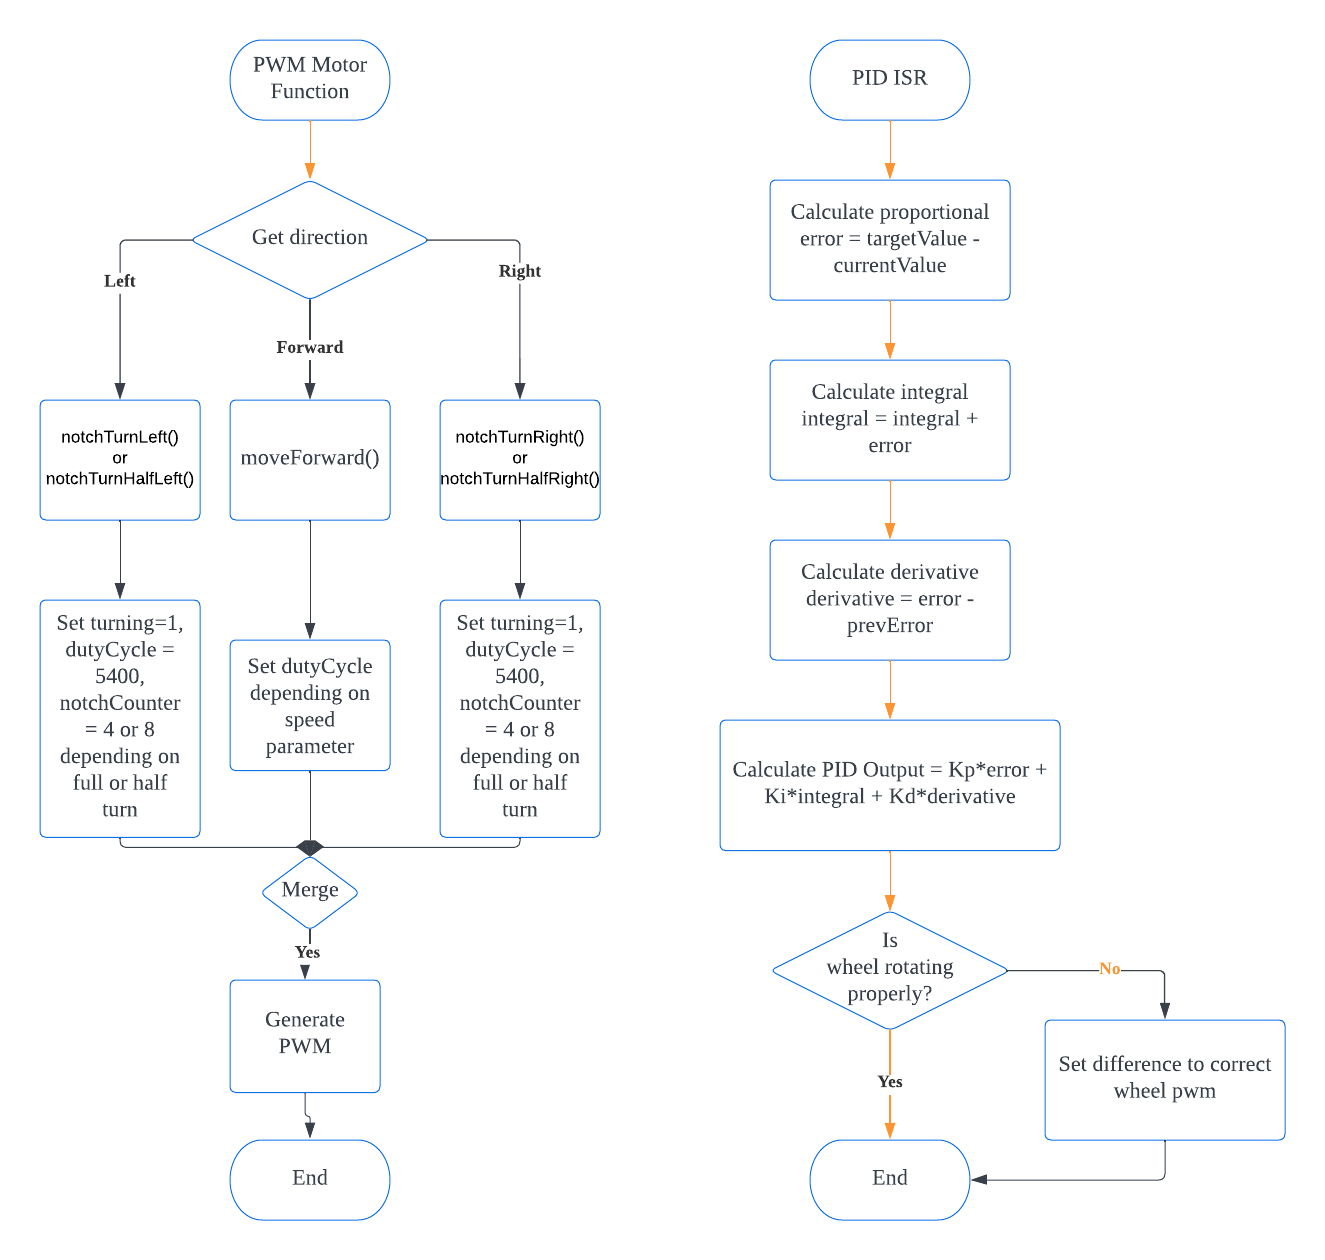 PWM Motor
Function
Get direction
Left
Forward
Right
notchTurnLeft()
or
notchTurnHalfLeft()
moveForward()
notchTurnRight()
or
notchTurnHalfRight()
Set turning=1,
dutyCycle =
5400,
notchCounter
= 4 or 8
depending on
full or half
turn
Set dutyCycle
depending on
speed
parameter
Set turning=1,
dutyCycle =
5400,
notchCounter
= 4 or 8
depending on
full or half
turn
Merge
Yes
Generate
PWM
End
PID ISR
Calculate proportional
error = targetValue -
currentValue
Calculate integral
integral = integral +
error
Calculate derivative
derivative = error -
prevError
Calculate PID Output = Kp*error +
Ki*integral + Kd*derivative
Is
wheel rotating
properly?
No
Yes
Set difference to correct
wheel pwm
End